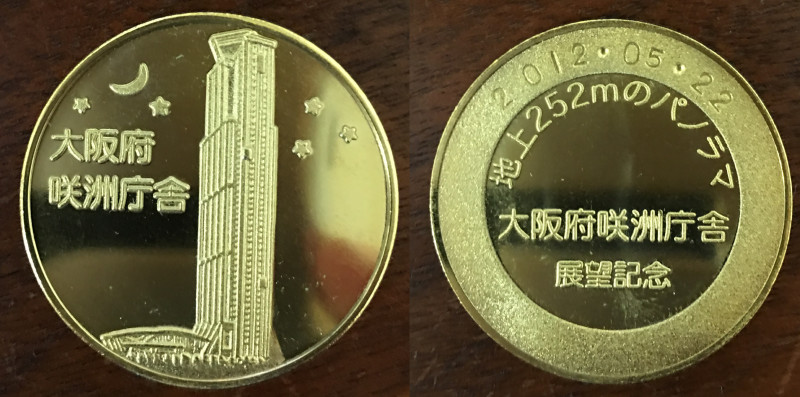 大阪府
咲洲庁舎
2012・05・22
地上252mのパノラマ
大阪府咲洲庁舎
展望記念